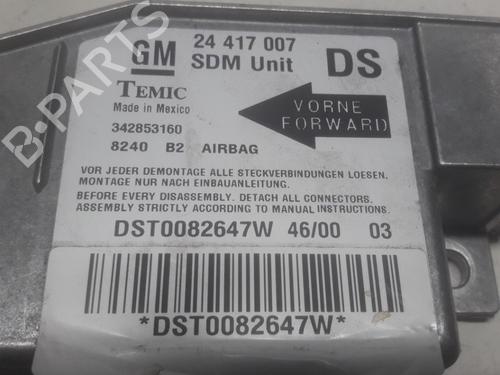 GM 24 417 007 DS
SDM Unit
TEMIC
Made in Mexico
VORNE
FORWARD
342853160
8240 B2 AIRBAG
VOR JEDER DEMONTAGE ALLE STECKVERBINDUNGEN LOESEN.
MONTAGE NUR NACH EINBAUANLEITUNG.
BEFORE EVERY DISASSEMBLY. DETACH ALL CONNECTORS.
ASSEMBLY STRICTLY ACCORDING TO MANUAL INSTRUCTIONS.
DST0082647W 46/00 03
*DST0082647W*
B-PARTS